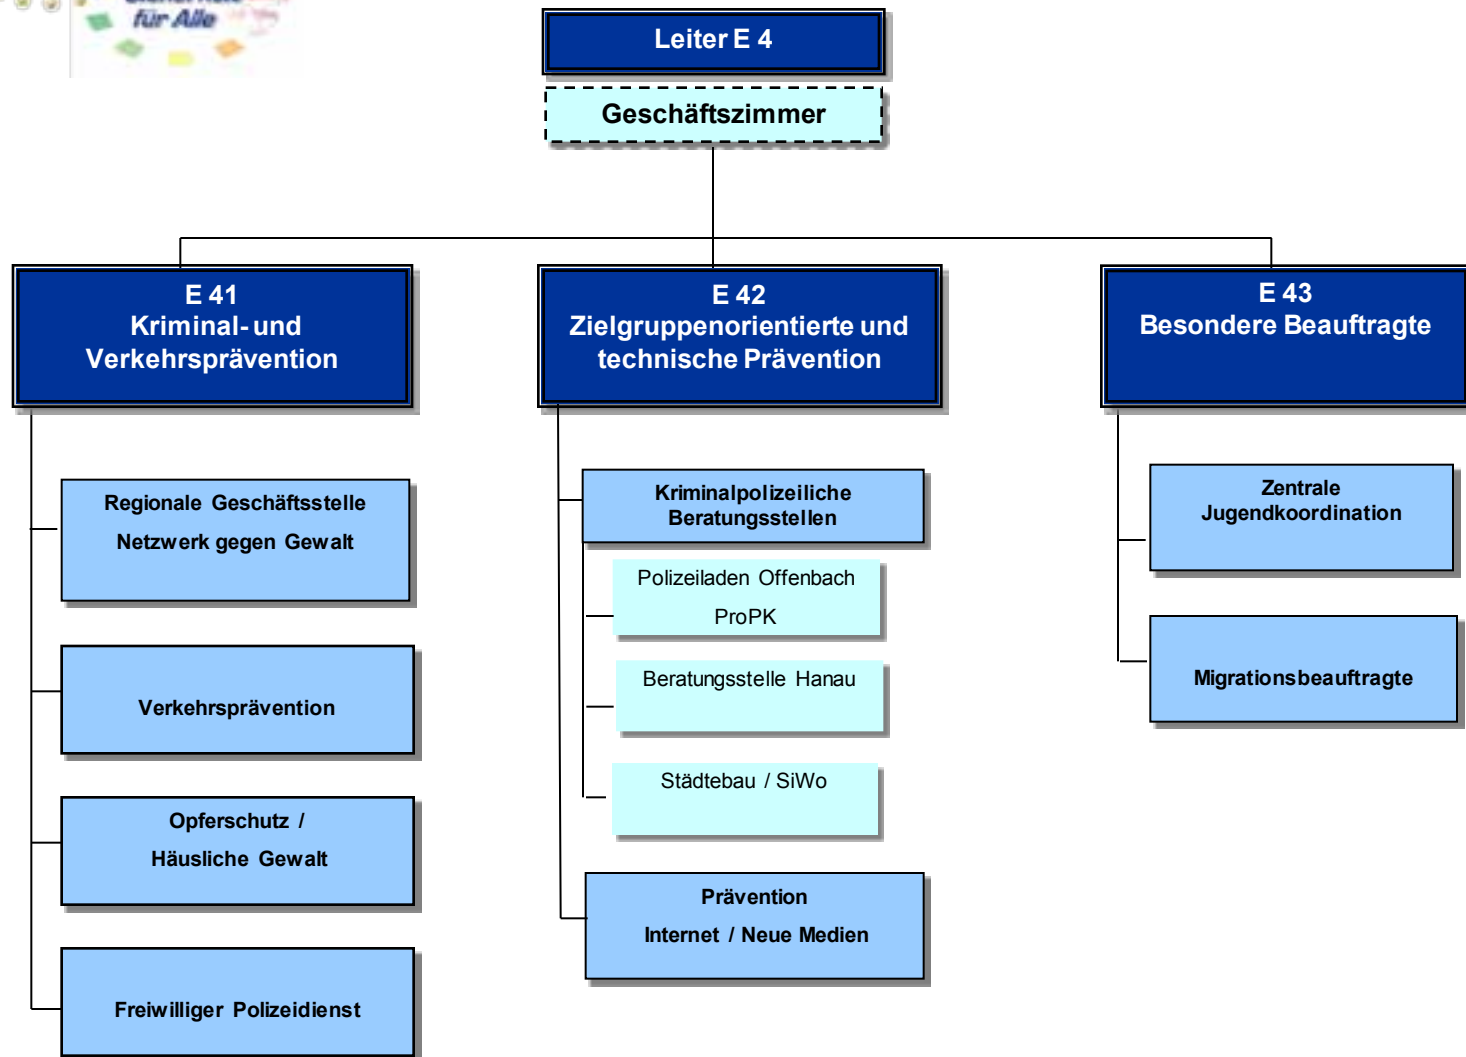 für Alle
Leiter E 4
Geschäftszimmer
E 41
Kriminal- und
Verkehrsprävention
E 42
Zielgruppenorientierte und
technische Prävention
E 43
Besondere Beauftragte
Regionale Geschäftsstelle
Netzwerk gegen Gewalt
Verkehrsprävention
Opferschutz /
Häusliche Gewalt
Freiwilliger Polizeidienst
Kriminalpolizeiliche
Beratungsstellen
Polizeiladen Offenbach
ProPK
Beratungsstelle Hanau
Städtebau / SiWo
Prävention
Internet / Neue Medien
Zentrale
Jugendkoordination
Migrationsbeauftragte